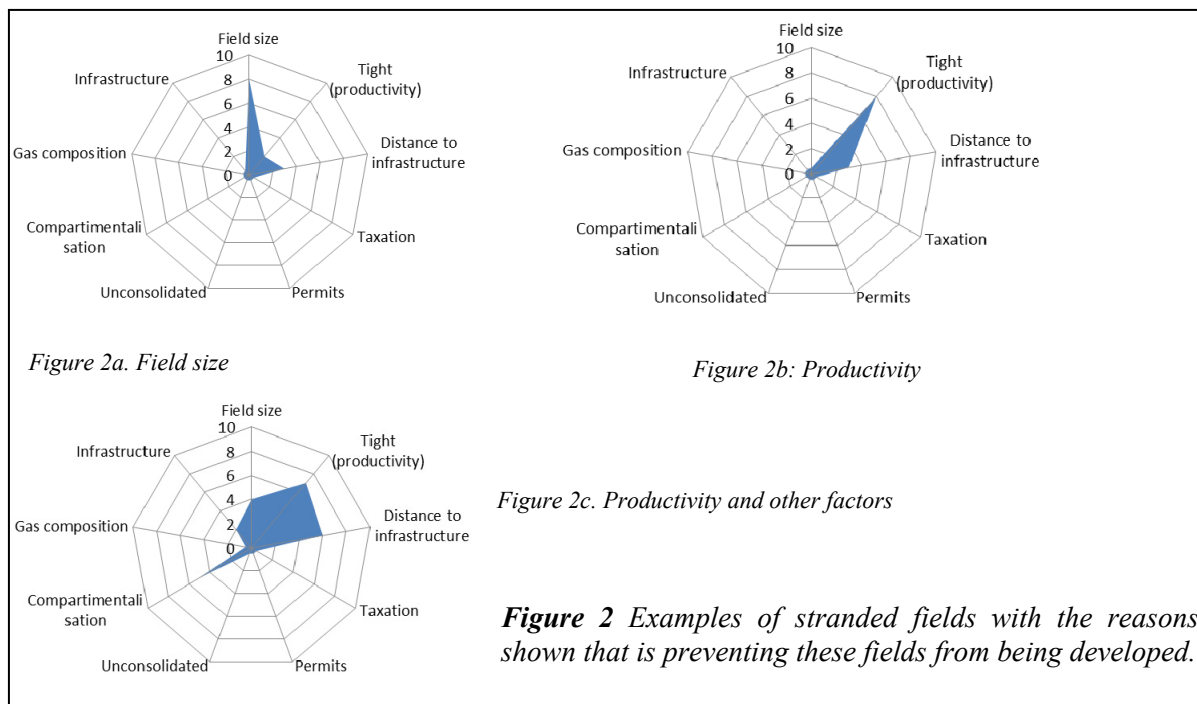 Field size
10
8
6
4
2
0
Tight
(productivity)
Distance to
infrastructure
Taxation
Permits
Unconsolidated
Compartimentali
sation
Gas composition
Infrastructure
Figure 2a. Field size
Field size
10
8
6
4
2
0
Tight
(productivity)
Distance to
infrastructure
Taxation
Permits
Unconsolidated
Compartimentali
sation
Gas composition
Infrastructure
Figure 2b: Productivity
Field size
10
8
6
4
2
0
Tight
(productivity)
Distance to
infrastructure
Taxation
Permits
Unconsolidated
Compartimentali
sation
Gas composition
Infrastructure
Figure 2c. Productivity and other factors
Figure 2 Examples of stranded fields with the reasons
shown that is preventing these fields from being developed.